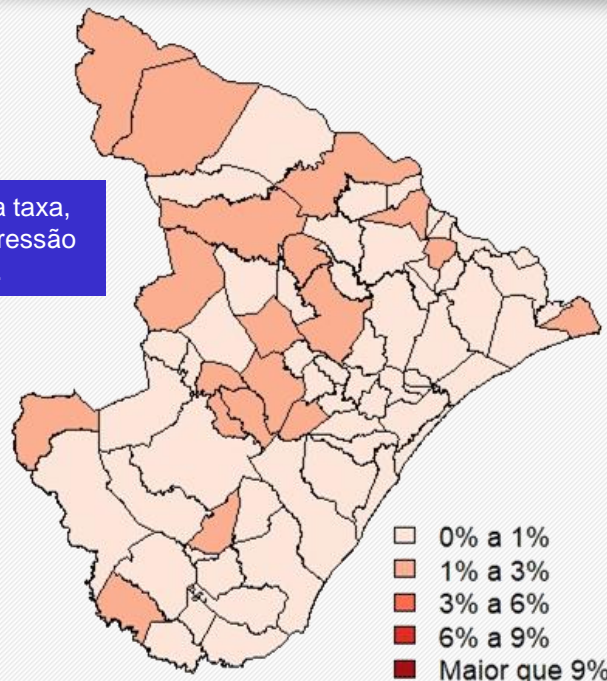 a taxa,
ressão
0% a 1%
1% a 3%
3% a 6%
6% a 9%
Maior que 9%